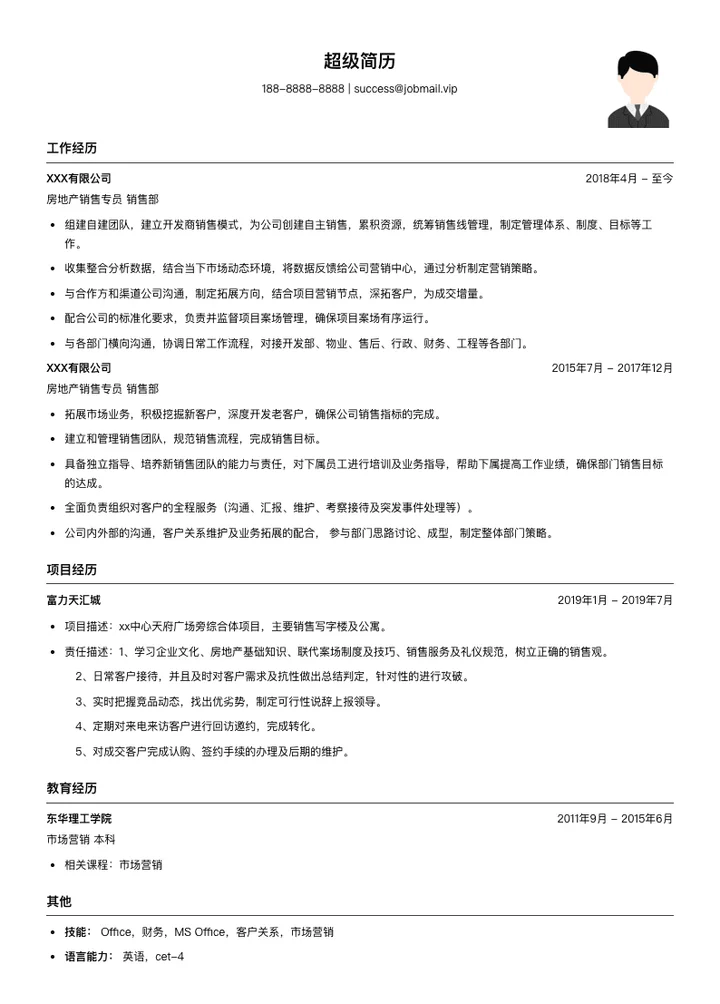 超级简历
188-8888-8888 | success@jobmail.vip
工作经历
XXX有限公司 2018年4月 – 至今
房地产销售专员 销售部
• 组建自建团队，建立开发商销售模式，为公司创建自主销售，累积资源，统筹销售线管理，制定管理体系、制度、目标等工
作。
• 收集整合分析数据，结合当下市场动态环境，将数据反馈给公司营销中心，通过分析制定营销策略。
• 与合作方和渠道公司沟通，制定拓展方向，结合项目营销节点，深拓客户，为成交增量。
• 配合公司的标准化要求，负责并监督项目案场管理，确保项目案场有序运行。
• 与各部门横向沟通，协调日常工作流程，对接开发部、物业、售后、行政、财务、工程等各部门。
XXX有限公司 2015年7月 – 2017年12月
房地产销售专员 销售部
• 拓展市场业务，积极挖掘新客户，深度开发老客户，确保公司销售指标的完成。
• 建立和管理销售团队，规范销售流程，完成销售目标。
• 具备独立指导、培养新销售团队的能力与责任，对下属员工进行培训及业务指导，帮助下属提高工作业绩，确保部门销售目标
的达成。
• 全面负责组织对客户的全程服务（沟通、汇报、维护、考察接待及突发事件处理等）。
• 公司内外部的沟通，客户关系维护及业务拓展的配合， 参与部门思路讨论、成型，制定整体部门策略。
项目经历
富力天汇城 2019年1月 – 2019年7月
• 项目描述：xx中心天府广场旁综合体项目，主要销售写字楼及公寓。
• 责任描述：1、学习企业文化、房地产基础知识、联代案场制度及技巧、销售服务及礼仪规范，树立正确的销售观。
2、日常客户接待，并且及时对客户需求及抗性做出总结判定，针对性的进行攻破。
3、实时把握竞品动态，找出优劣势，制定可行性说辞上报领导。
4、定期对来电来访客户进行回访邀约，完成转化。
5、对成交客户完成认购、签约手续的办理及后期的维护。
教育经历
东华理工学院 2011年9月 – 2015年6月
市场营销 本科
• 相关课程：市场营销
其他
• 技能： Office，财务，MS Office，客户关系，市场营销
• 语言能力： 英语，cet-4